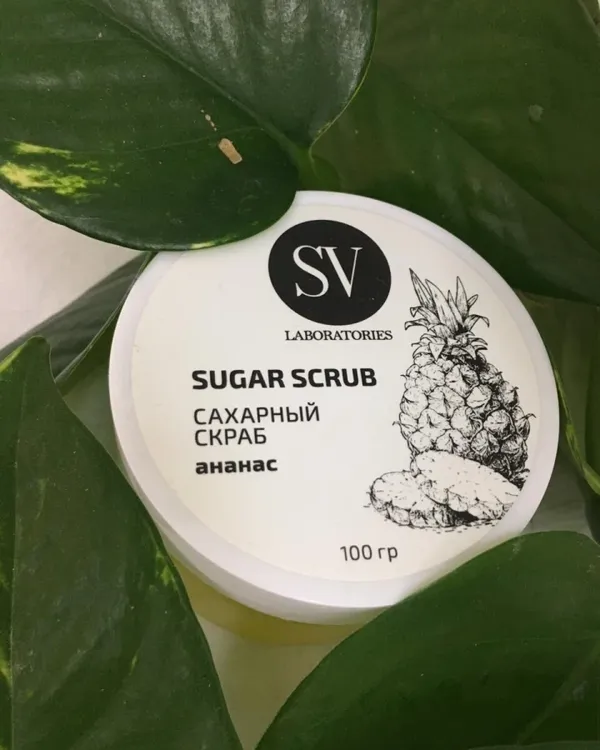 SV
LABORATORIES
SUGAR SCRUB
САХАРНЫЙ
СКРАБ
ананас
100 гр